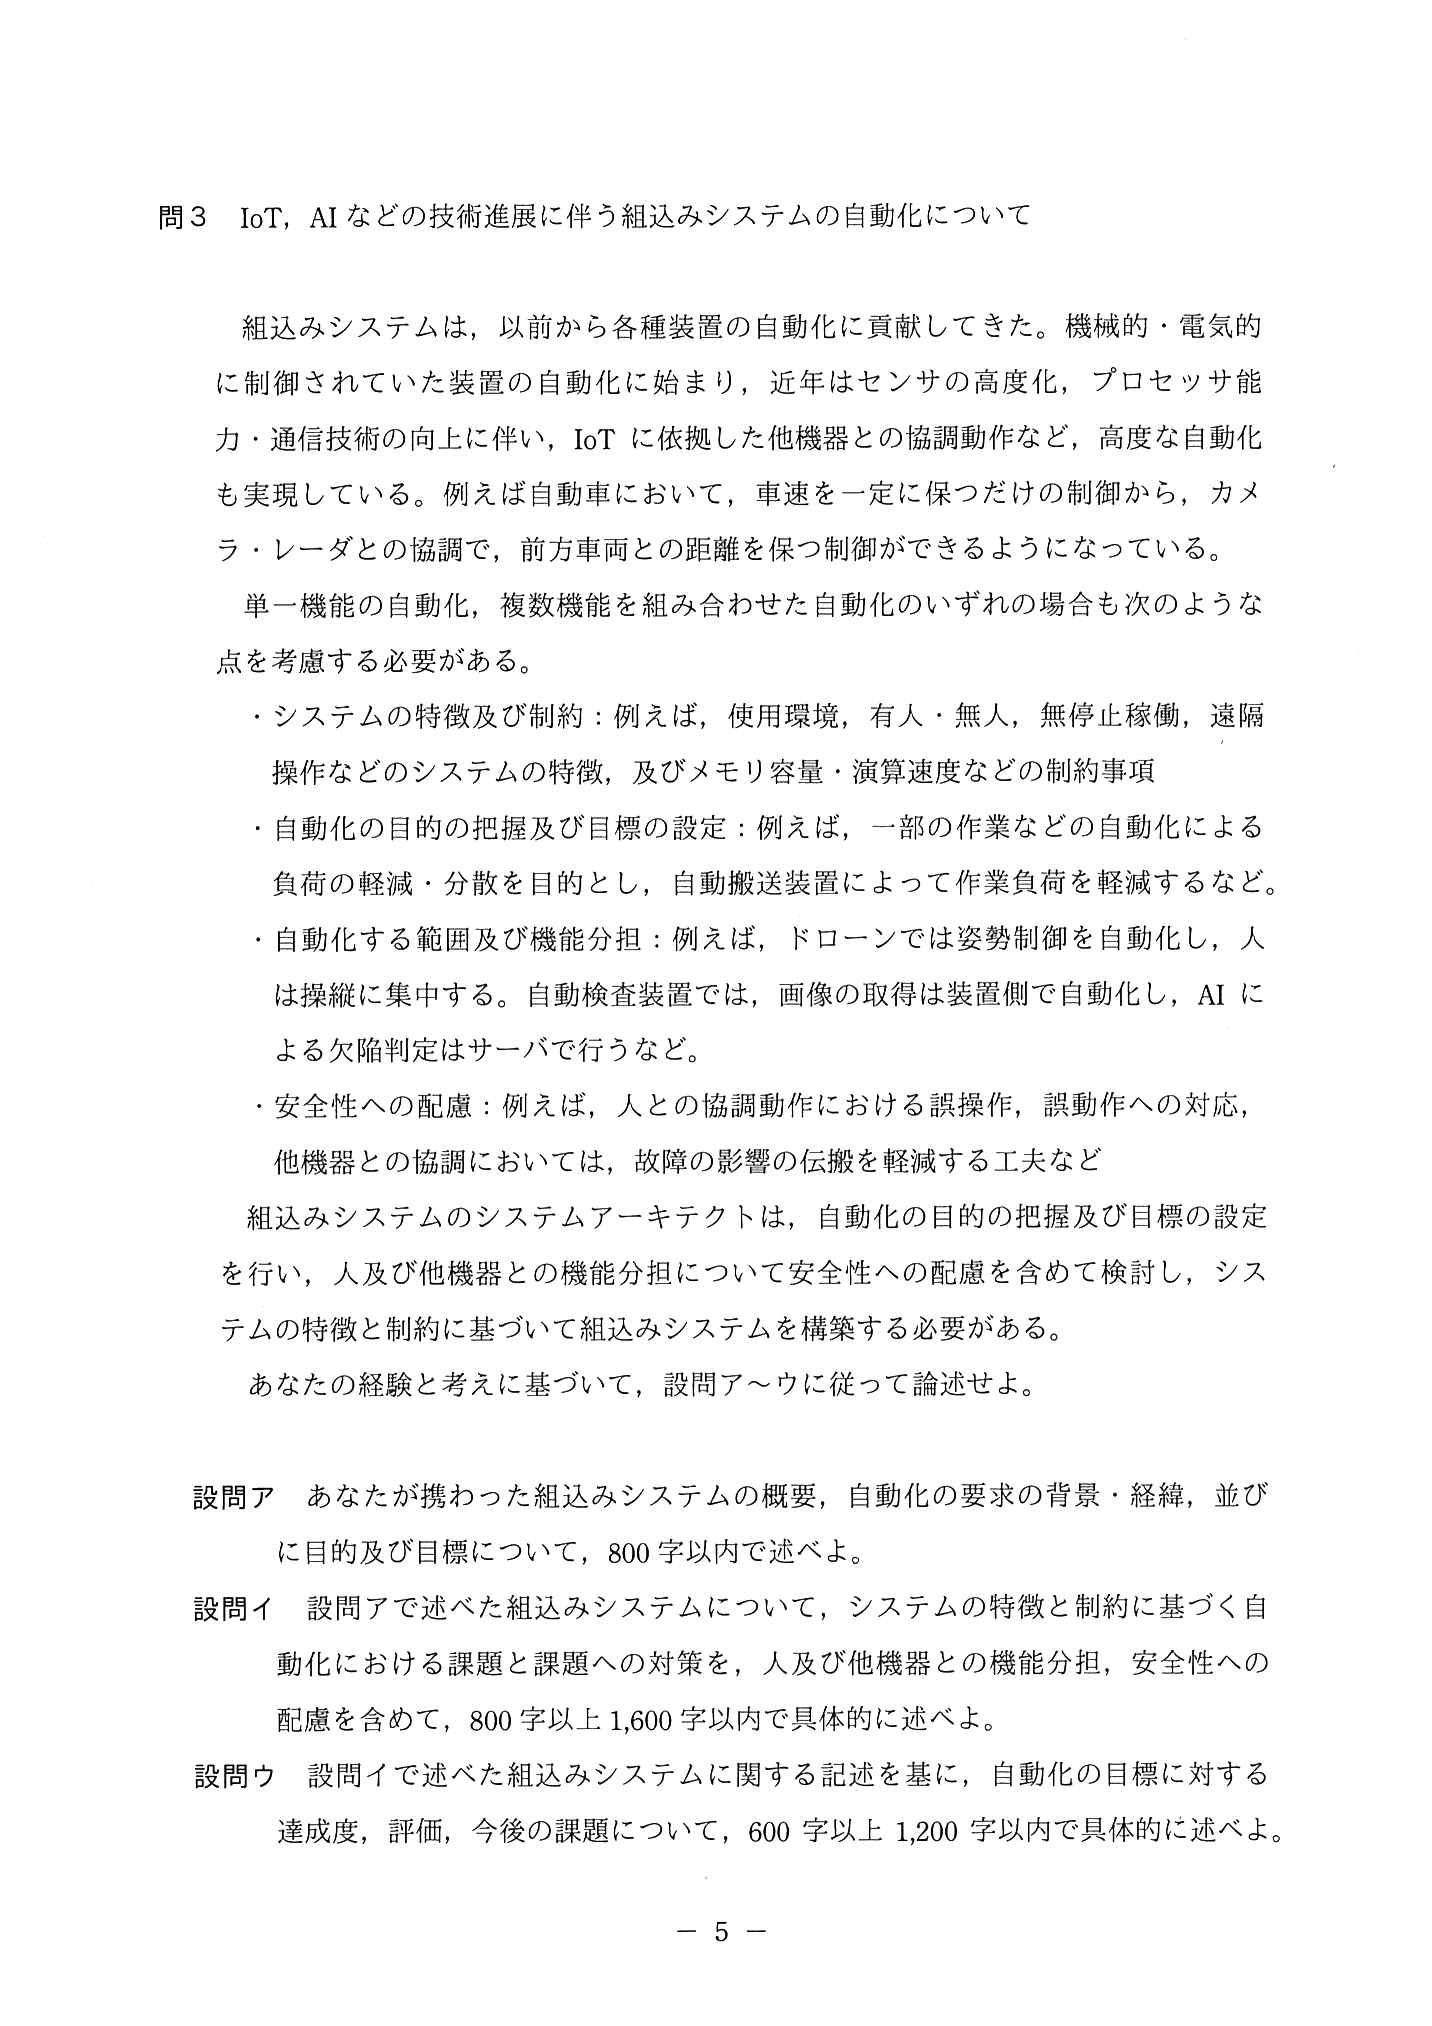 問3 IoT，AI などの技術進展に伴う組込みシステムの自動化について
組込みシステムは，以前から各種装置の自動化に貢献してきた。機械的・電気的
に制御されていた装置の自動化に始まり，近年はセンサの高度化，プロセッサ能
力・通信技術の向上に伴い，IoT に依拠した他機器との協調動作など，高度な自動化
も実現している。例えば自動車において，車速を一定に保つだけの制御から，カメ
ラ・レーダとの協調で，前方車両との距離を保つ制御ができるようになっている。
単一機能の自動化，複数機能を組み合わせた自動化のいずれの場合も次のような
点を考慮する必要がある。
・システムの特徴及び制約：例えば，使用環境，有人・無人，無停止稼働，遠隔
操作などのシステムの特徴，及びメモリ容量・演算速度などの制約事項
・自動化の目的の把握及び目標の設定：例えば，一部の作業などの自動化による
負荷の軽減・分散を目的とし，自動搬送装置によって作業負荷を軽減するなど。
・自動化する範囲及び機能分担：例えば，ドローンでは姿勢制御を自動化し，人
は操縦に集中する。自動検査装置では，画像の取得は装置側で自動化し，AI に
よる欠陥判定はサーバで行うなど。
・安全性への配慮：例えば，人との協調動作における誤操作，誤動作への対応，
他機器との協調においては，故障の影響の伝搬を軽減する工夫など
組込みシステムのシステムアーキテクトは，自動化の目的の把握及び目標の設定
を行い，人及び他機器との機能分担について安全性への配慮を含めて検討し，シス
テムの特徴と制約に基づいて組込みシステムを構築する必要がある。
あなたの経験と考えに基づいて，設問ア～ウに従って論述せよ。
設問ア あなたが携わった組込みシステムの概要，自動化の要求の背景・経緯，並び
に目的及び目標について，800 字以内で述べよ。
設問イ 設問アで述べた組込みシステムについて，システムの特徴と制約に基づく自
動化における課題と課題への対策を，人及び他機器との機能分担，安全性への
配慮を含めて，800 字以上 1,600 字以内で具体的に述べよ。
設問ウ 設問イで述べた組込みシステムに関する記述を基に，自動化の目標に対する
達成度，評価，今後の課題について，600 字以上 1,200 字以内で具体的に述べよ。
－ 5 －